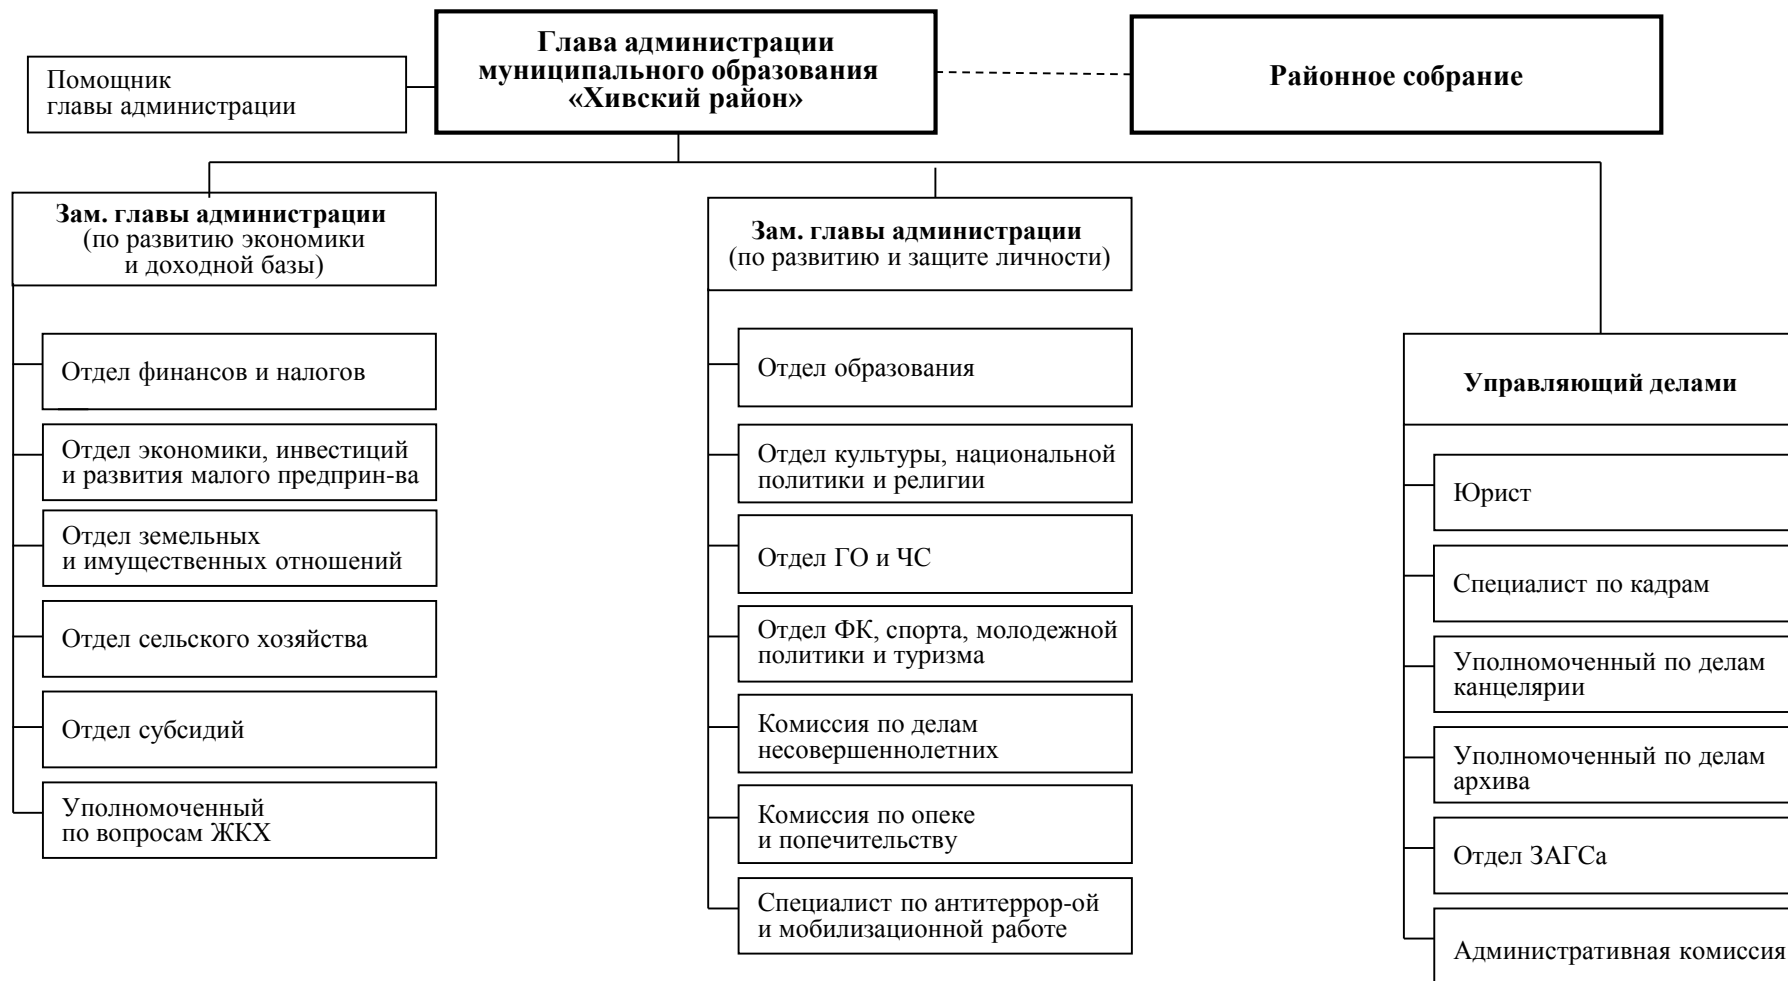 Глава администрации
муниципального образования
«Хивский район»
Помощник
главы администрации
Районное собрание
Зам. главы администрации
(по развитию экономики
и доходной базы)
Отдел финансов и налогов
Отдел экономики, инвестиций
и развития малого предприн-ва
Отдел земельных
и имущественных отношений
Отдел сельского хозяйства
Отдел субсидий
Уполномоченный
по вопросам ЖКХ
Зам. главы администрации
(по развитию и защите личности)
Отдел образования
Отдел культуры, национальной
политики и религии
Отдел ГО и ЧС
Отдел ФК, спорта, молодежной
политики и туризма
Комиссия по делам
несовершеннолетних
Комиссия по опеке
и попечительству
Специалист по антитеррор-ой
и мобилизационной работе
Управляющий делами
Юрист
Специалист по кадрам
Уполномоченный по делам
канцелярии
Уполномоченный по делам
архива
Отдел ЗАГСа
Административная комиссия